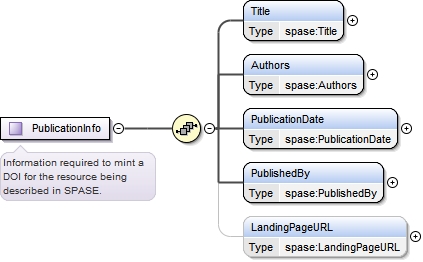 Title
Type spase:Title
Authors
Type spase:Authors
PublicationInfo
PublicationDate
Type spase:PublicationDate
Information required to mint a
DOI for the resource being
described in SPASE.
PublishedBy
Type spase:PublishedBy
LandingPageURL
Type spase:LandingPageURL